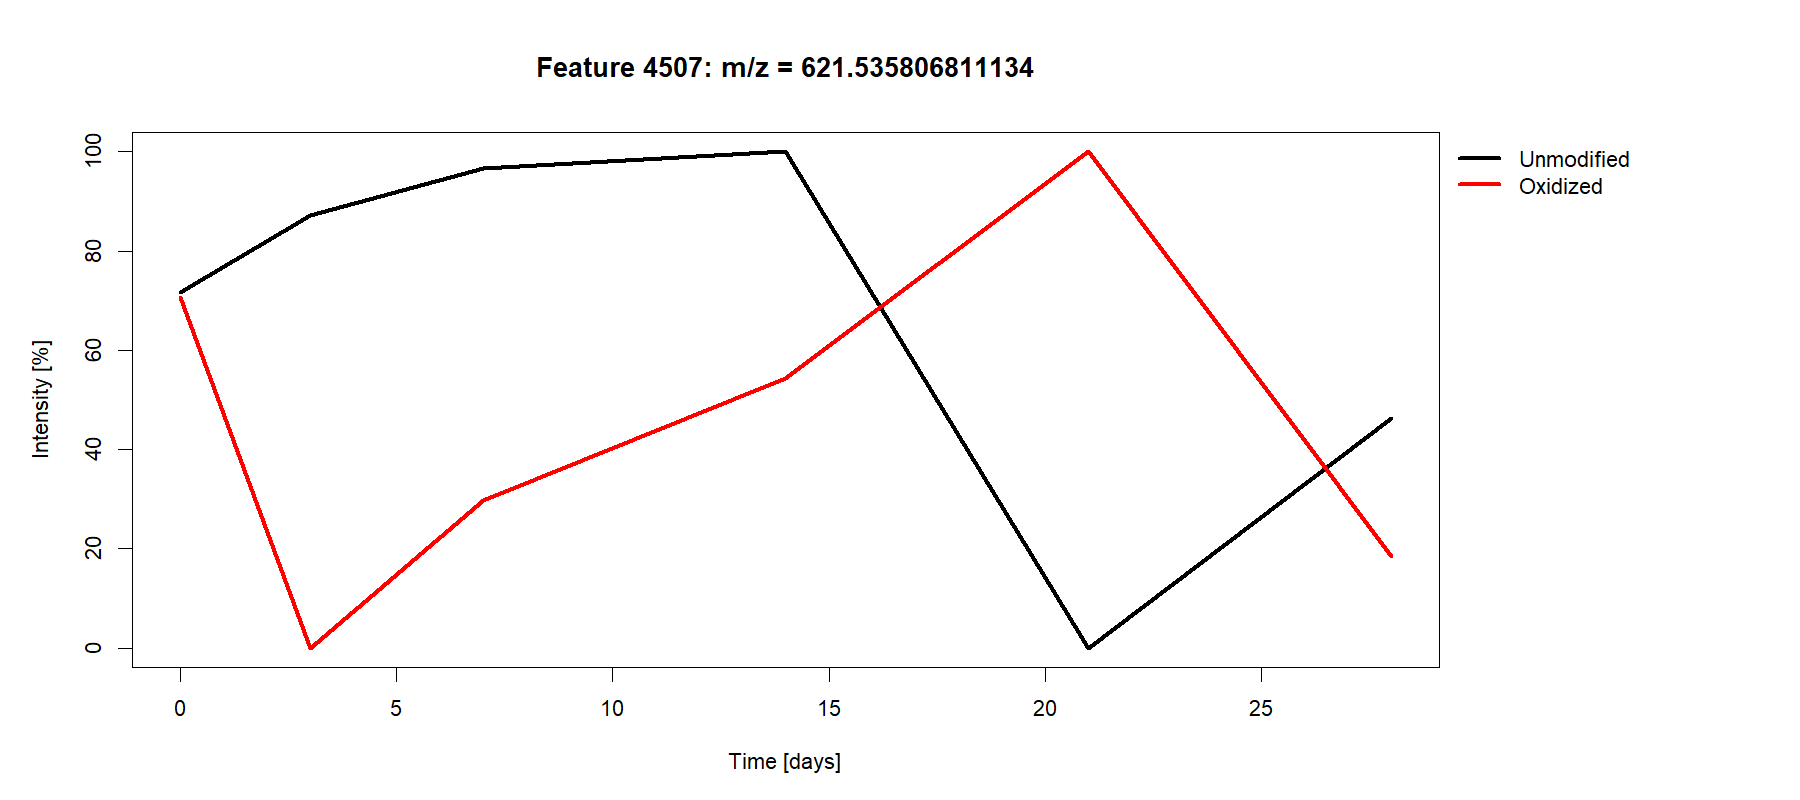 Feature 4507: m/z = 621.535806811134
Unmodified
Oxidized
Intensity [%]
100
80
60
40
20
0
0 5 10 15 20 25
Time [days]